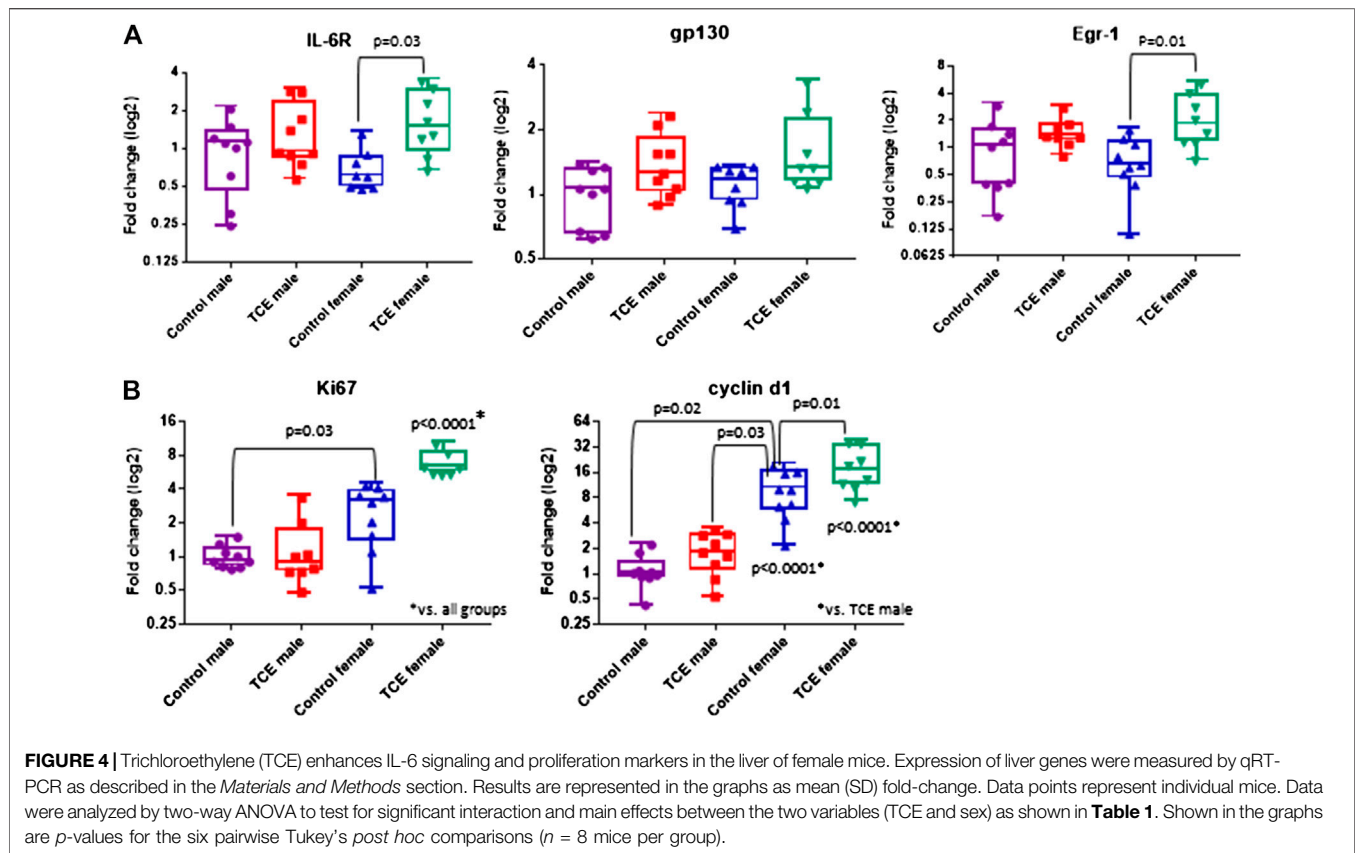 A
IL-6R
p=0.03
Fold change (log2)
4
2
1
0.5
0.125
Control male
TCE male
Control female
TCE female
gp130
Fold change (log2)
4
2
1
0.5
Control male
TCE male
Control female
TCE female
Egr-1
P=0.01
Fold change (log2)
8
4
2
1
0.5
0.125
0.0625
Control male
TCE male
Control female
TCE female
B
Ki67
p<0.0001*
p=0.03
Fold change (log2)
16
8
4
2
1
0.5
0.25
*vs. all groups
Control male
TCE male
Control female
TCE female
cyclin d1
p=0.02
p=0.01
p=0.03
Fold change (log2)
64
32
16
8
4
2
1
0.5
0.25
p<0.0001*
p<0.0001*
*vs. TCE male
Control male
TCE male
Control female
TCE female
FIGURE 4 | Trichloroethylene (TCE) enhances IL-6 signaling and proliferation markers in the liver of female mice. Expression of liver genes were measured by qRT-
PCR as described in the Materials and Methods section. Results are represented in the graphs as mean (SD) fold-change. Data points represent individual mice. Data
were analyzed by two-way ANOVA to test for significant interaction and main effects between the two variables (TCE and sex) as shown in Table 1. Shown in the graphs
are p-values for the six pairwise Tukey's post hoc comparisons (n = 8 mice per group).